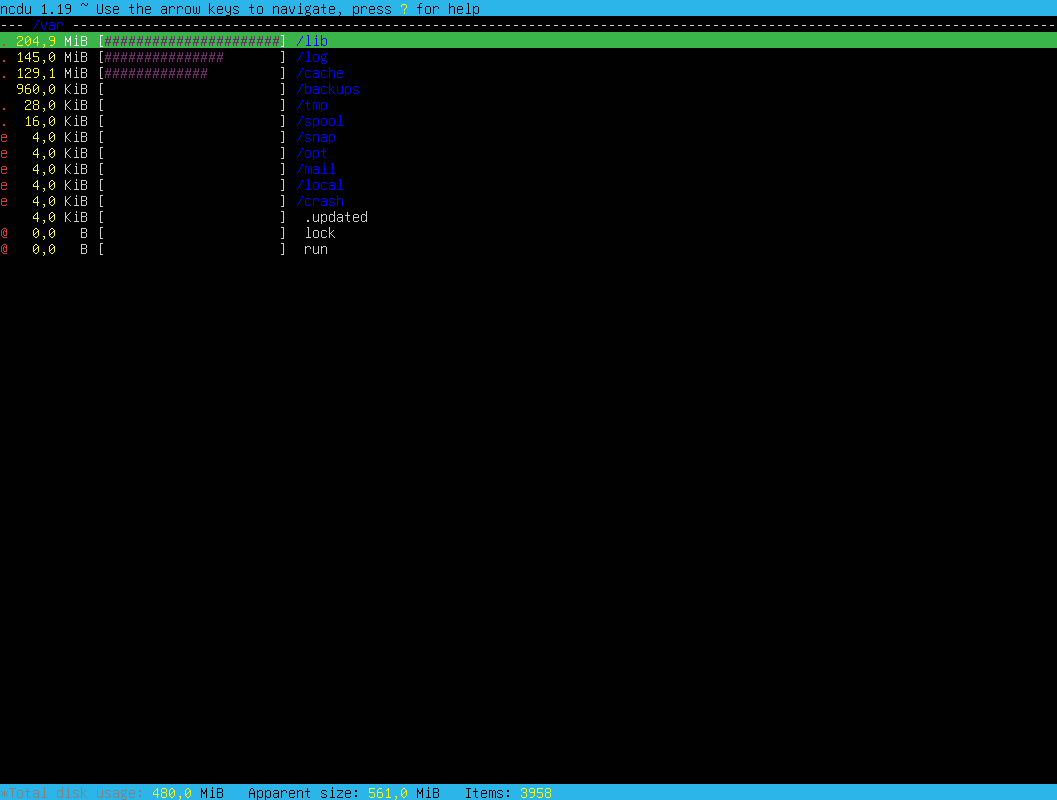 ncdu 1.19 ~ Use the arrow keys to navigate, press ? for help
--- /var ---------------------------------------------------------------------------------------------------------------------------
. 204,9 MiB [######################] /lib
. 145,0 MiB [###############       ] /log
. 129,1 MiB [#############         ] /cache
  960,0 KiB [                      ] /backups
.  28,0 KiB [                      ] /tmp
.  16,0 KiB [                      ] /spool
e   4,0 KiB [                      ] /snap
e   4,0 KiB [                      ] /opt
e   4,0 KiB [                      ] /mail
e   4,0 KiB [                      ] /local
e   4,0 KiB [                      ] /crash
    4,0 KiB [                      ]  .updated
@   0,0   B [                      ]  lock
@   0,0   B [                      ]  run
*Total disk usage: 480,0 MiB   Apparent size: 561,0 MiB   Items: 3958